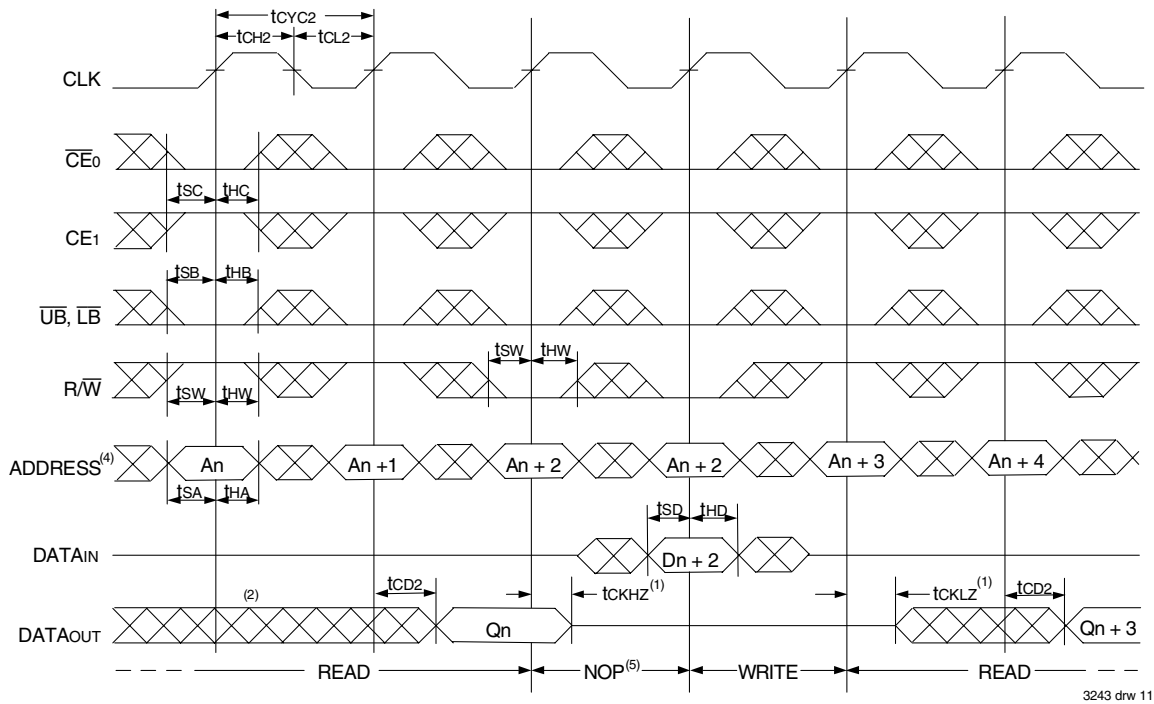 tCYC2
tCH2 tCL2
CLK
CE0
tSC tHC
CE1
tSB tHB
UB, LB
tSW tHW
R/W
tSW tHW
ADDRESS(4) An An +1 An + 2 An + 2 An + 3 An + 4
tSA tHA
tSD tHD
DATAIN Dn + 2
(2) tCD2 tCKHZ(1) tCKLZ(1) tCD2
DATAOUT Qn Qn + 3
READ NOP(5) WRITE READ
3243 drw 11